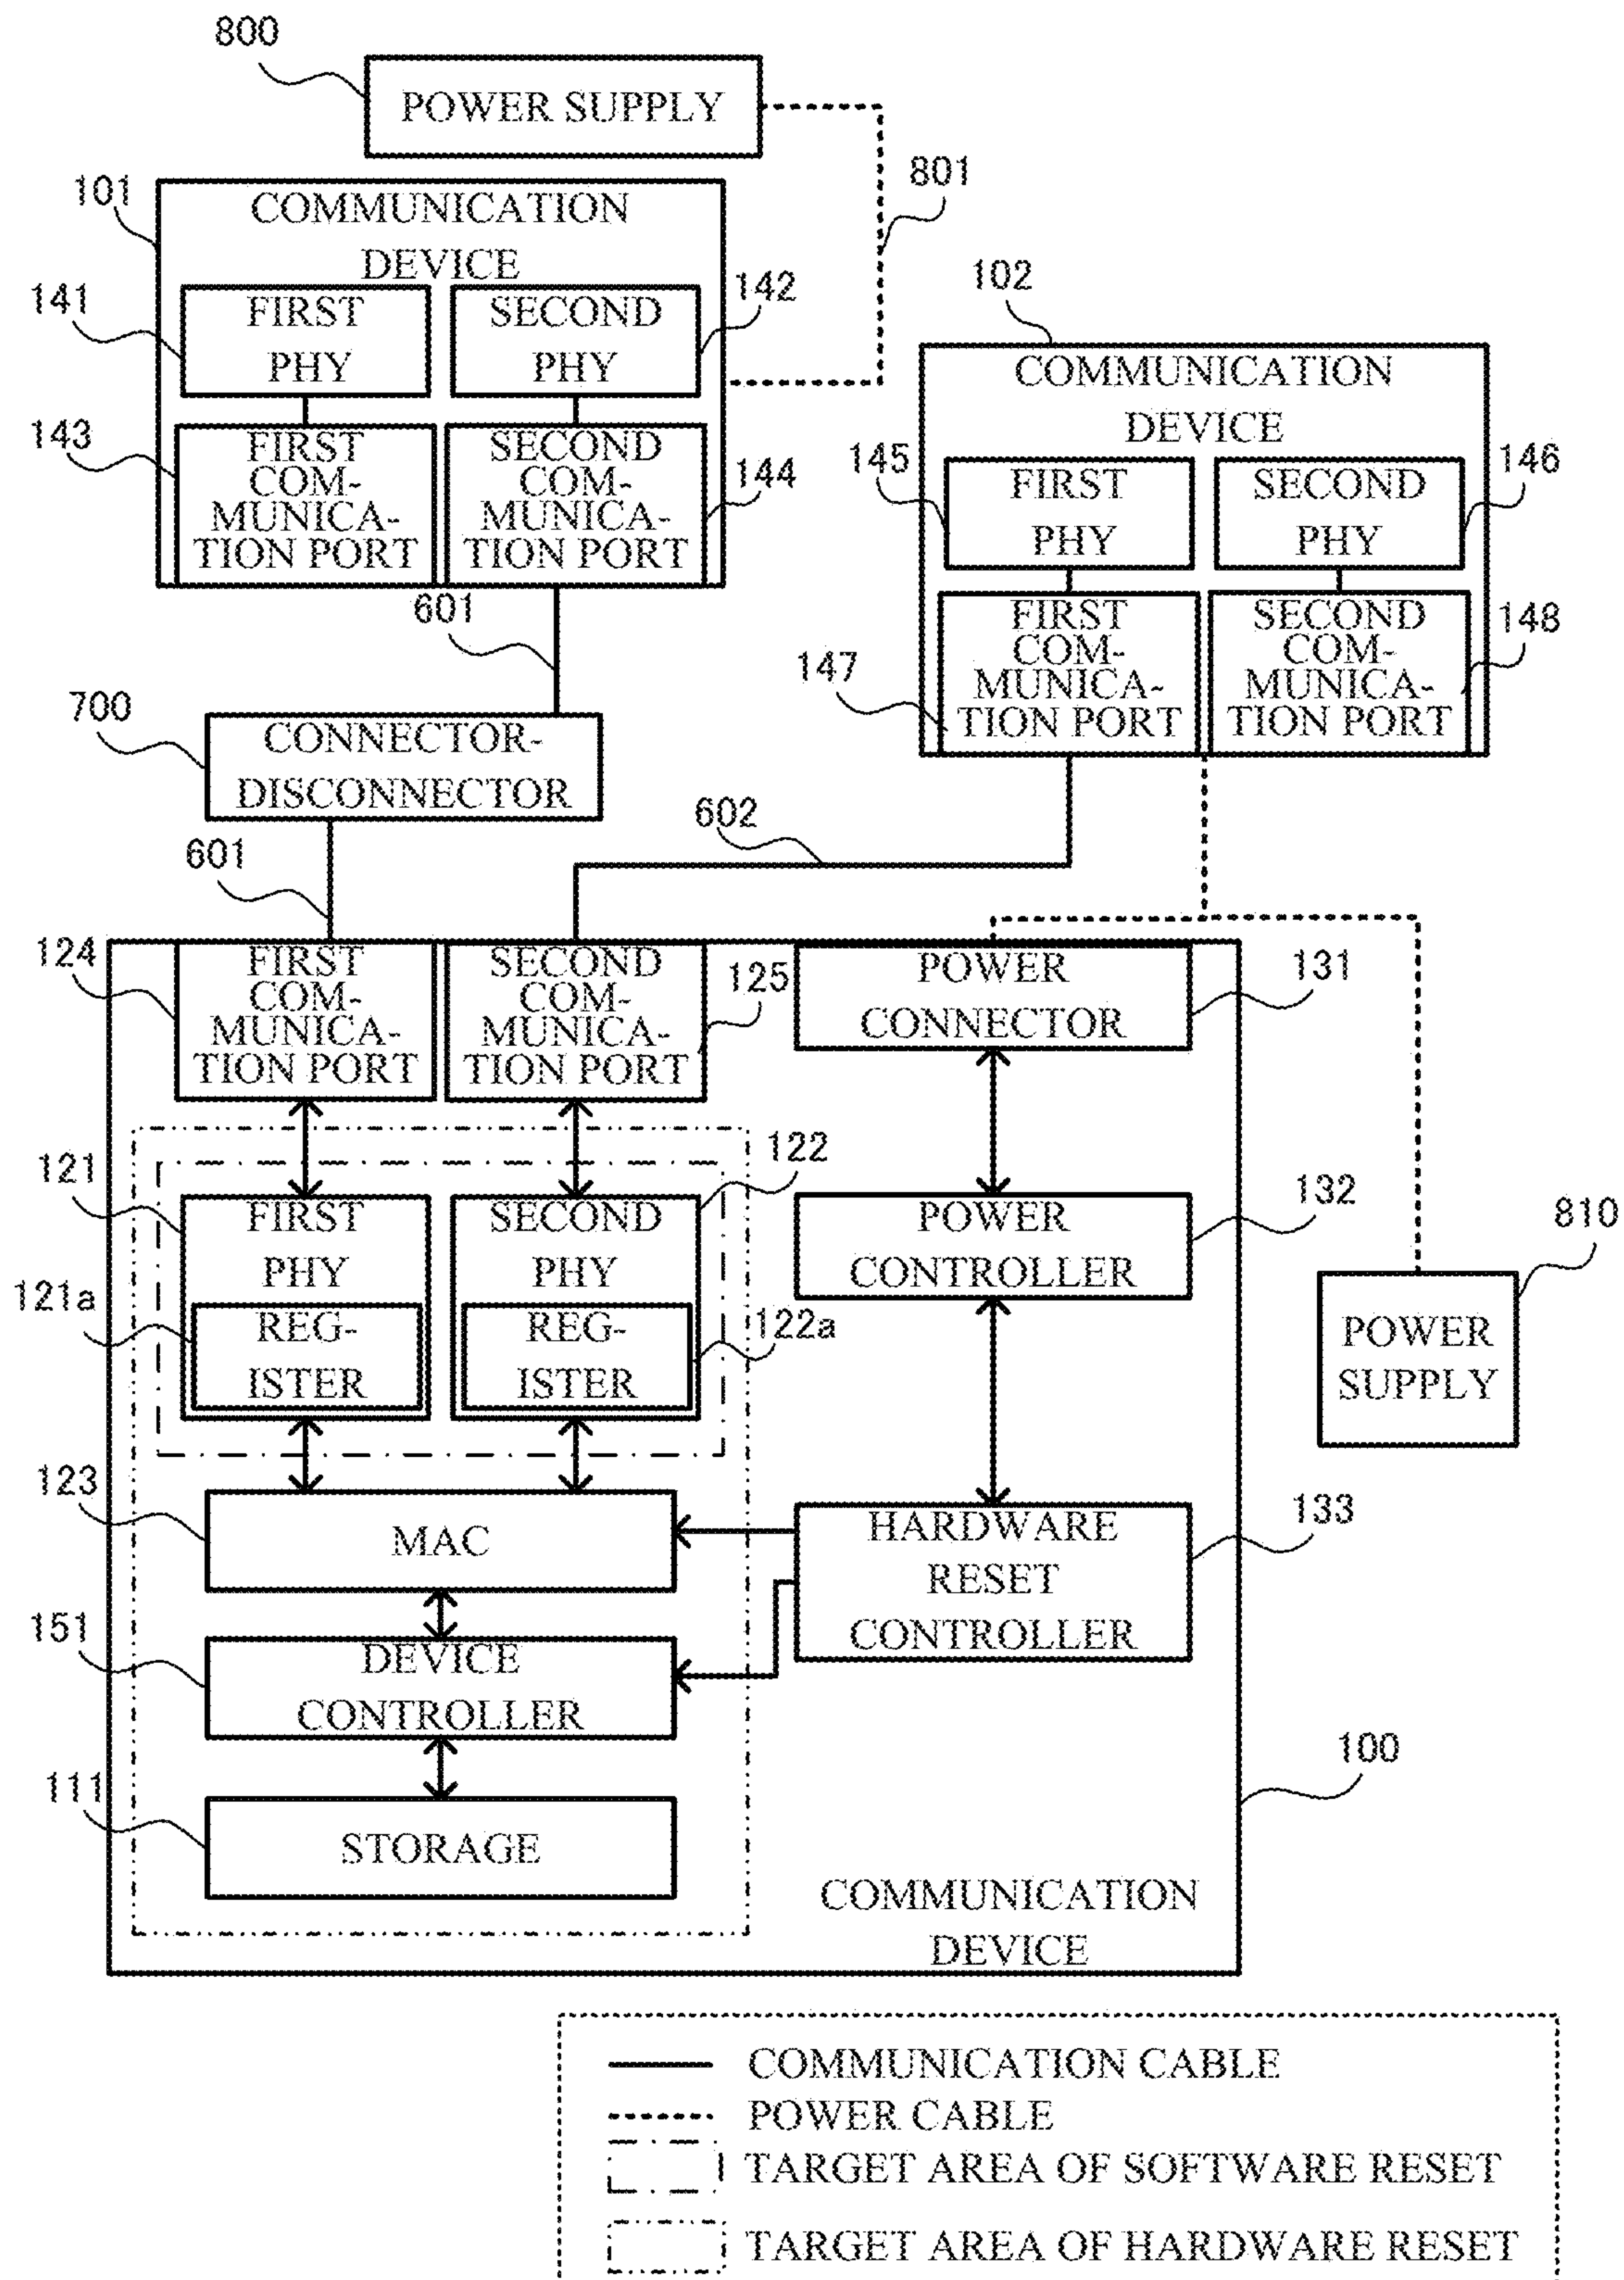 800
POWER SUPPLY
801
101
COMMUNICATION
DEVICE
141
FIRST
PHY
SECOND
PHY
142
143
FIRST
COM-
MUNICA-
TION PORT
SECOND
COM-
MUNICA-
TION PORT
144
102
COMMUNICATION
DEVICE
145
FIRST
PHY
SECOND
PHY
146
147
FIRST
COM-
MUNICA-
TION PORT
SECOND
COM-
MUNICA-
TION PORT
148
601
700
CONNECTOR-
DISCONNECTOR
601
602
124
FIRST
COM-
MUNICA-
TION PORT
SECOND
COM-
MUNICA-
TION PORT
125
POWER
CONNECTOR
131
121
FIRST
PHY
121a
REG-
ISTER
122
SECOND
PHY
122a
REG-
ISTER
POWER
CONTROLLER
132
810
POWER
SUPPLY
123
MAC
HARDWARE
RESET
CONTROLLER
133
151
DEVICE
CONTROLLER
111
STORAGE
100
COMMUNICATION
DEVICE
COMMUNICATION CABLE
POWER CABLE
TARGET AREA OF SOFTWARE RESET
TARGET AREA OF HARDWARE RESET